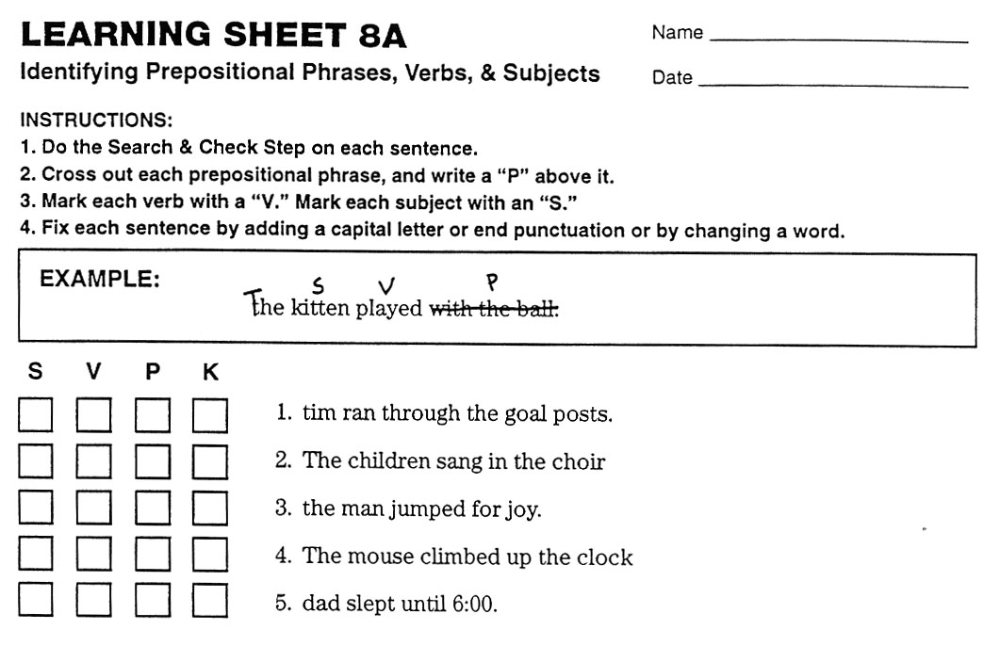 LEARNING SHEET 8A
Name
Identifying Prepositional Phrases, Verbs, & Subjects
Date
INSTRUCTIONS:
1. Do the Search & Check Step on each sentence.
2. Cross out each prepositional phrase, and write a “P” above it.
3. Mark each verb with a “V.” Mark each subject with an “S.”
4. Fix each sentence by adding a capital letter or end punctuation or by changing a word.
EXAMPLE:
S V P
The kitten played with the ball.
S V P K
1. tim ran through the goal posts.
2. The children sang in the choir
3. the man jumped for joy.
4. The mouse climbed up the clock
5. dad slept until 6:00.